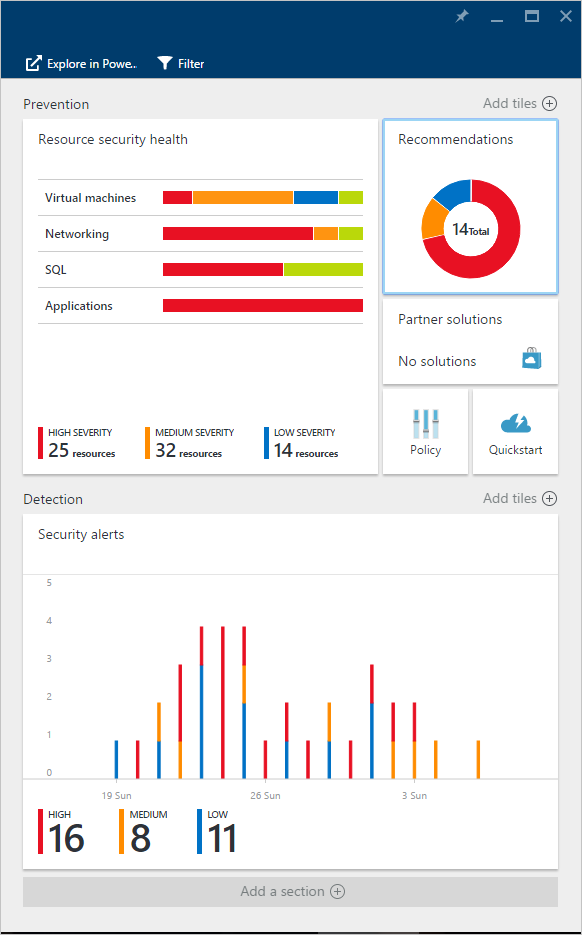 Explore in Powe.. Filter
Prevention Add tiles
Resource security health
Virtual machines
Networking
SQL
Applications
HIGH SEVERITY
25 resources
MEDIUM SEVERITY
32 resources
LOW SEVERITY
14 resources
Recommendations
14 Total
Partner solutions
No solutions
Policy
Quickstart
Detection Add tiles
Security alerts
5
4
3
2
1
0
19 Sun 26 Sun 3 Sun
HIGH
16
MEDIUM
8
LOW
11
Add a section